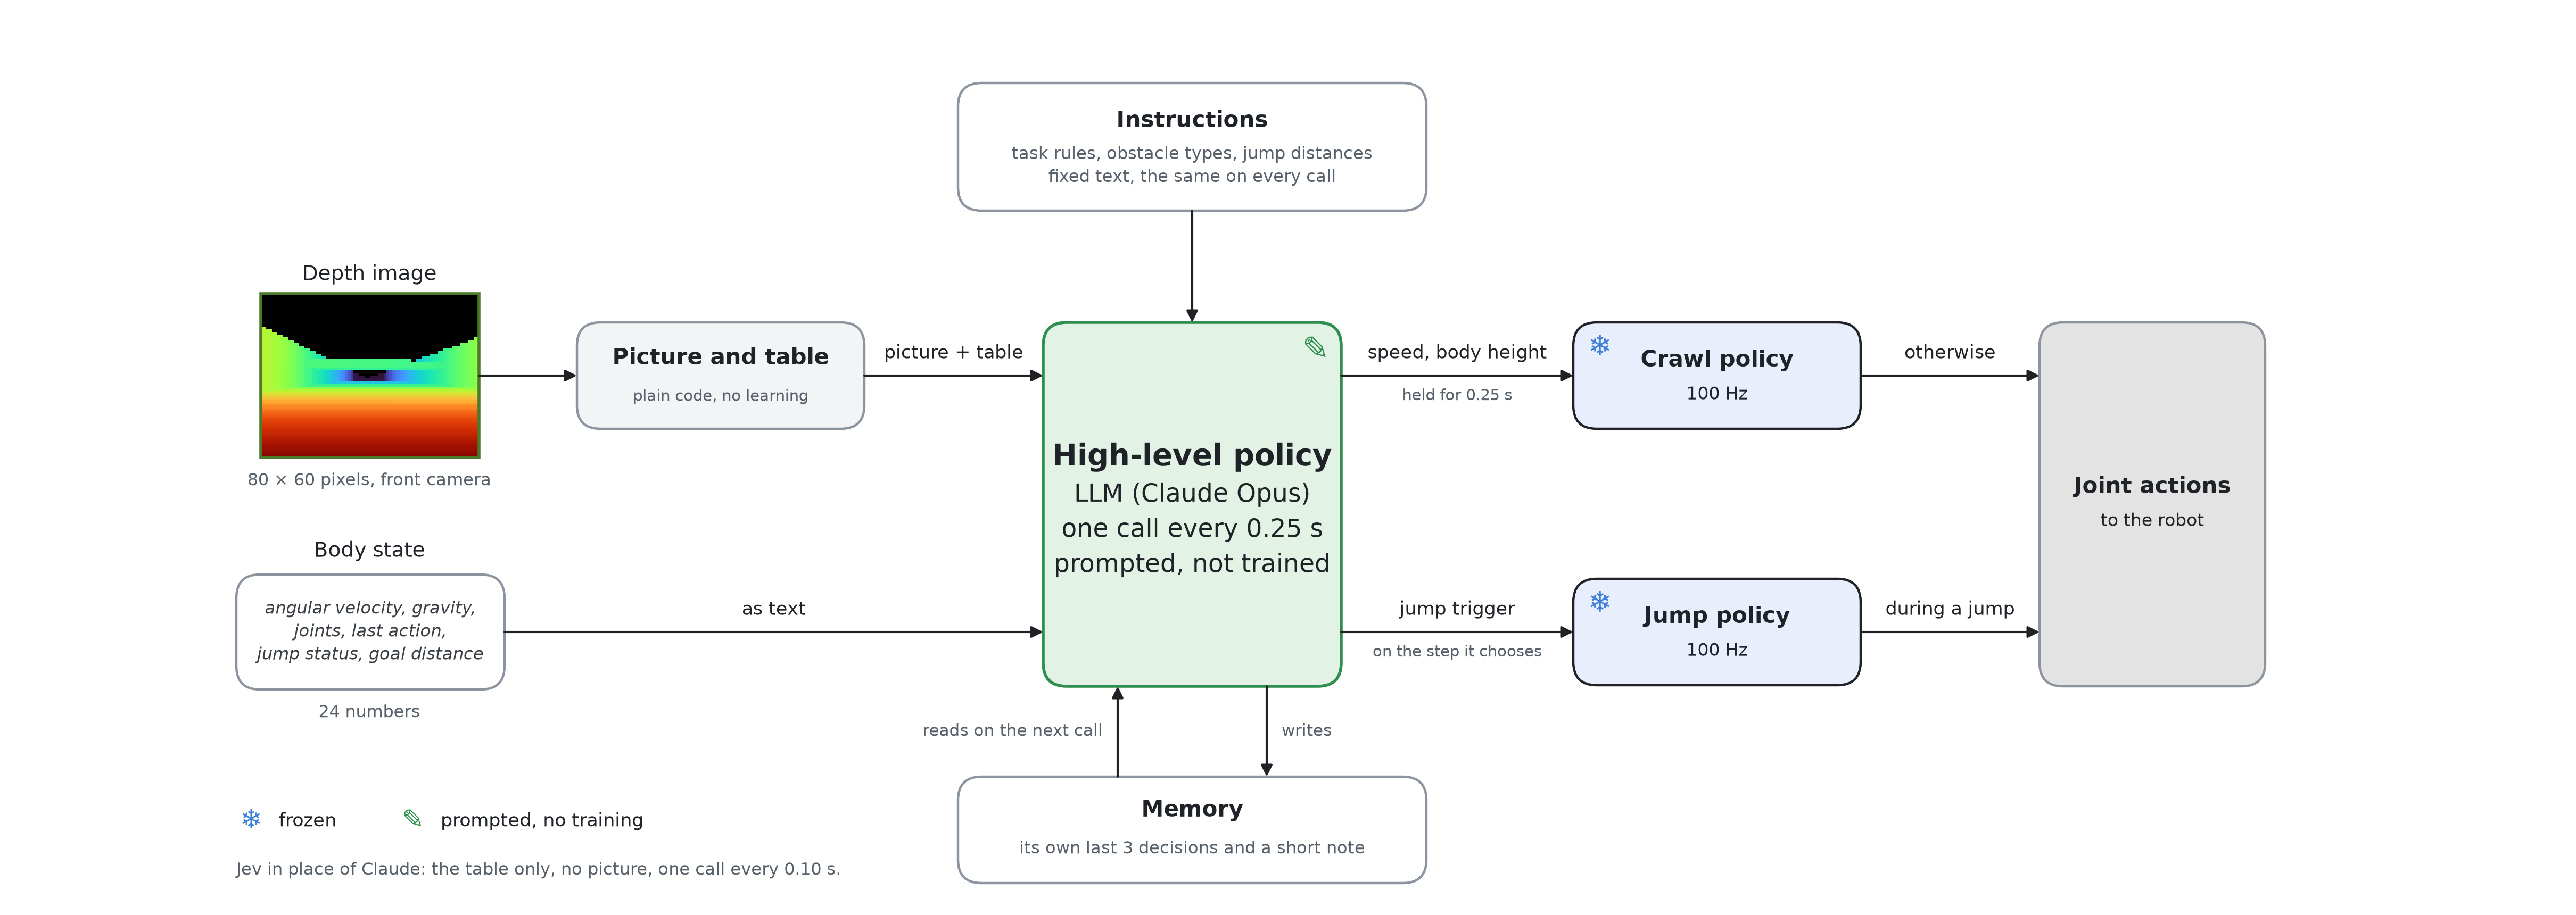 Instructions
task rules, obstacle types, jump distances
fixed text, the same on every call
Depth image
80 × 60 pixels, front camera
Picture and table
plain code, no learning
picture + table
Body state
angular velocity, gravity,
joints, last action,
jump status, goal distance
24 numbers
as text
High-level policy
LLM (Claude Opus)
one call every 0.25 s
prompted, not trained
speed, body height
held for 0.25 s
Crawl policy
100 Hz
otherwise
jump trigger
on the step it chooses
Jump policy
100 Hz
during a jump
Joint actions
to the robot
reads on the next call
writes
Memory
its own last 3 decisions and a short note
frozen
prompted, no training
Jev in place of Claude: the table only, no picture, one call every 0.10 s.